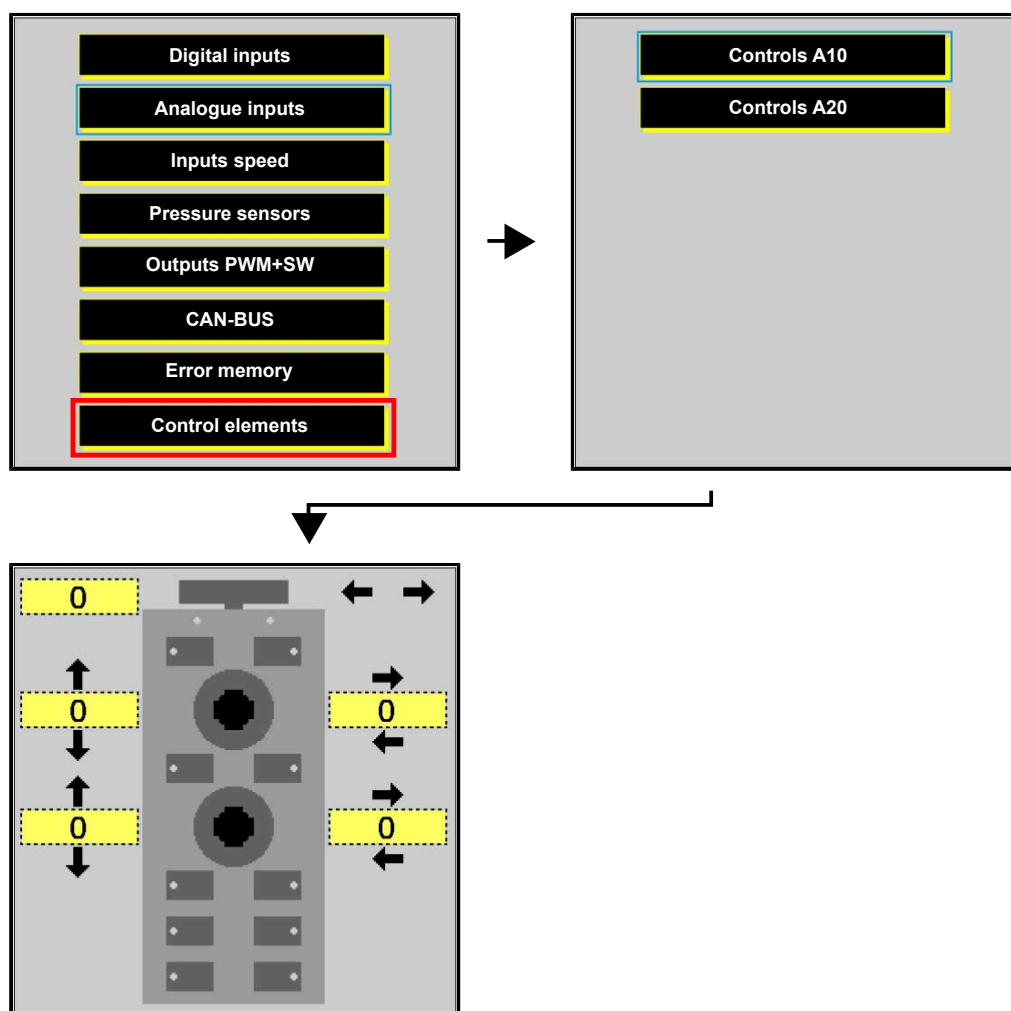 Digital inputs
Analogue inputs
Inputs speed
Pressure sensors
Outputs PWM+SW
CAN-BUS
Error memory
Control elements
Controls A10
Controls A20
0
0
0
0
0